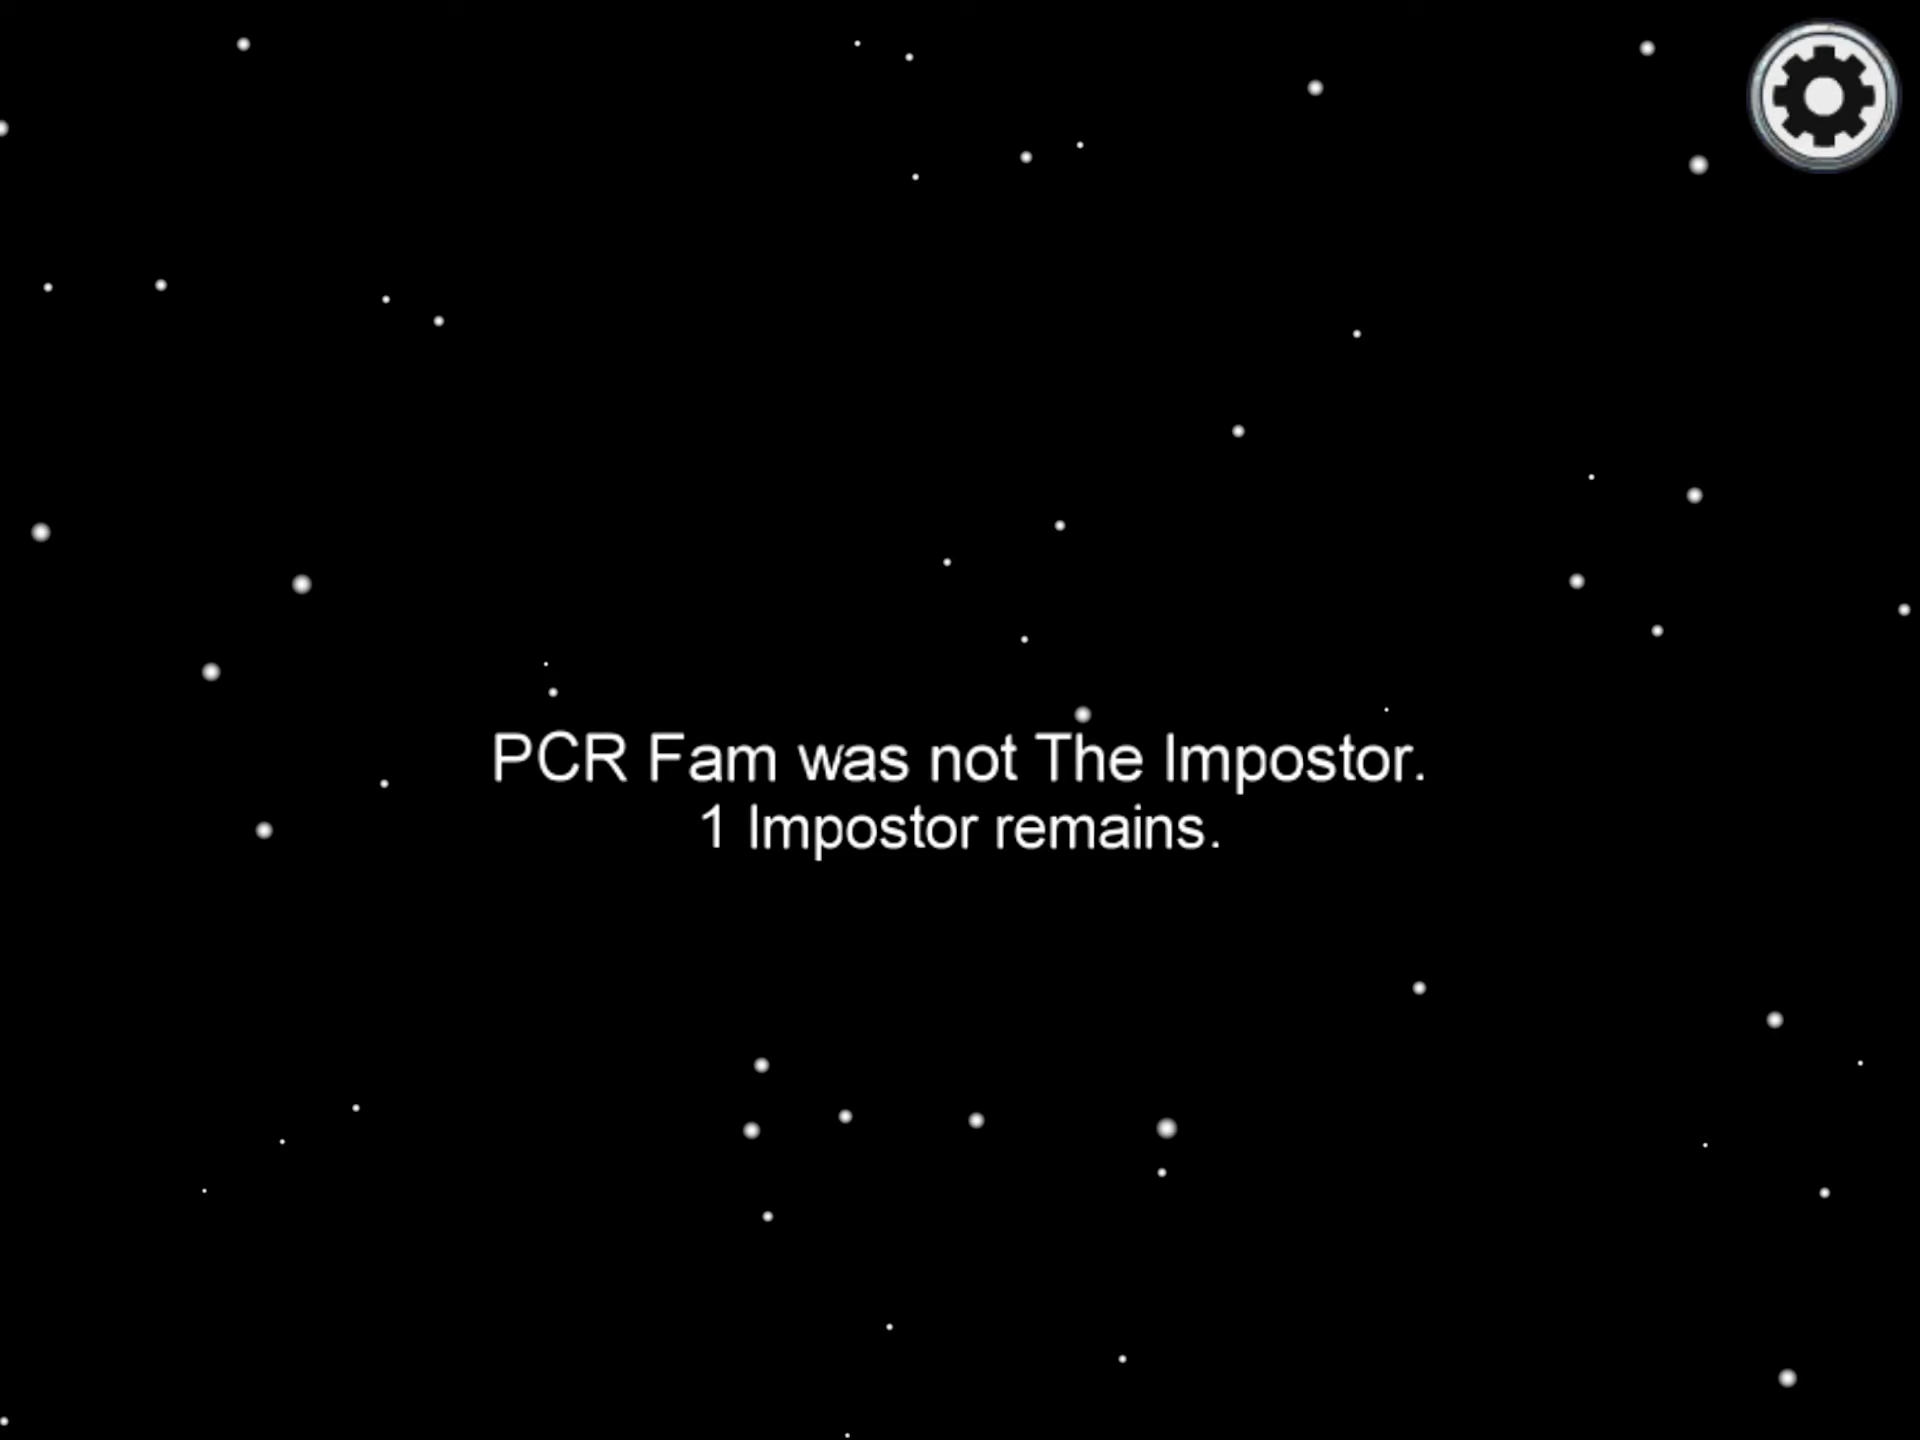 PCR Fam was not The Impostor.
1 Impostor remains.